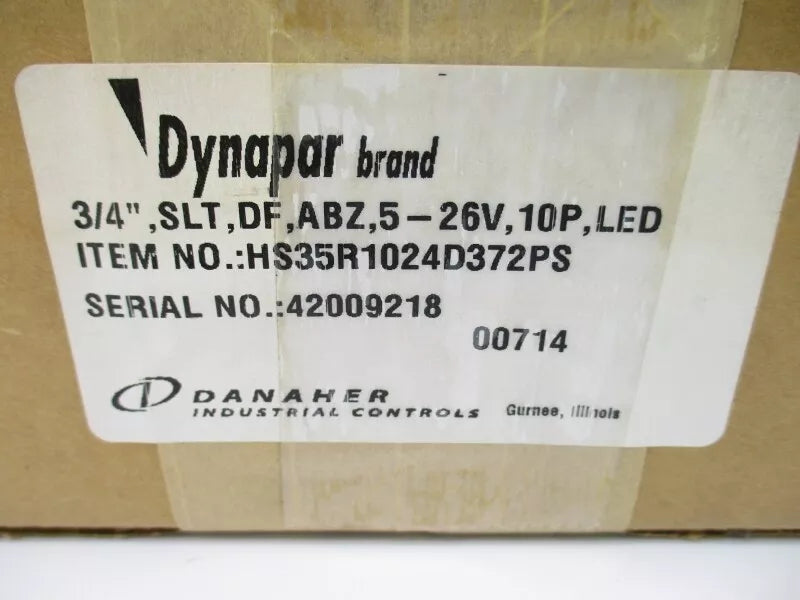 Dynapar brand
3/4",SLT,DF,ABZ,5-26V,10P,LED
ITEM NO.:HS35R1024D372PS
SERIAL NO.:42009218
00714
DANAHER
INDUSTRIAL CONTROLS Gurnee, Illinois